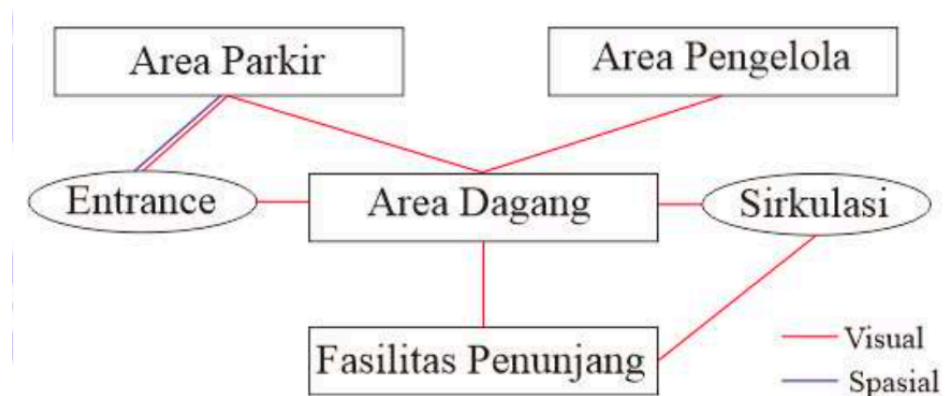 Area Parkir
Area Pengelola
Entrance
Area Dagang
Sirkulasi
Fasilitas Penunjang
Visual
Spasial